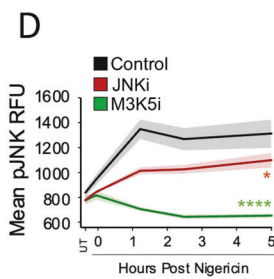 D
Control
JNKi
M3K5i
Mean pJNK RFU
1600
1400
1200
1000
800
600
*
****
UT 0 1 2 3 4 5
Hours Post Nigericin